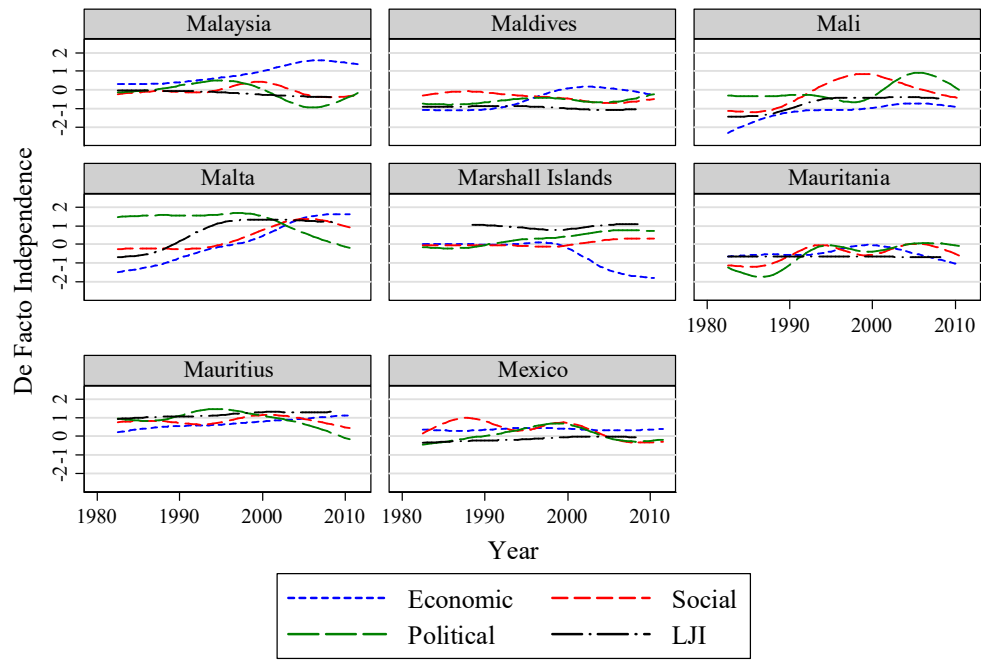 Malaysia Maldives Mali
-2 -1 0 1 2
Malta Marshall Islands Mauritania
-2 -1 0 1 2
1980 1990 2000 2010
Mauritius Mexico
-2 -1 0 1 2
1980 1990 2000 2010 1980 1990 2000 2010
De Facto Independence
Year
Economic Social
Political LJI